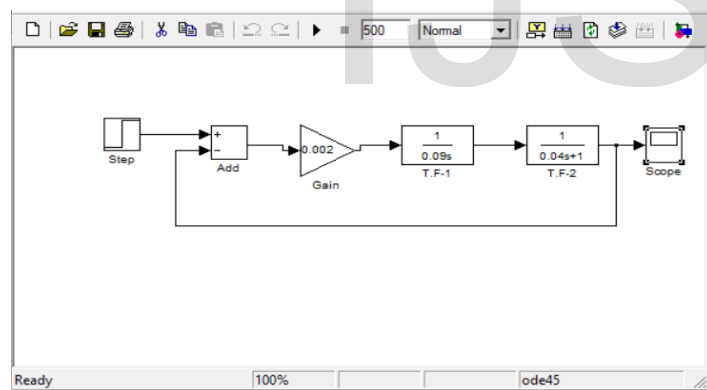 500 Normal
+
−
Step
Add
0.002
Gain
1
0.09s
T.F-1
1
0.04s+1
T.F-2
Scope
Ready 100% ode45